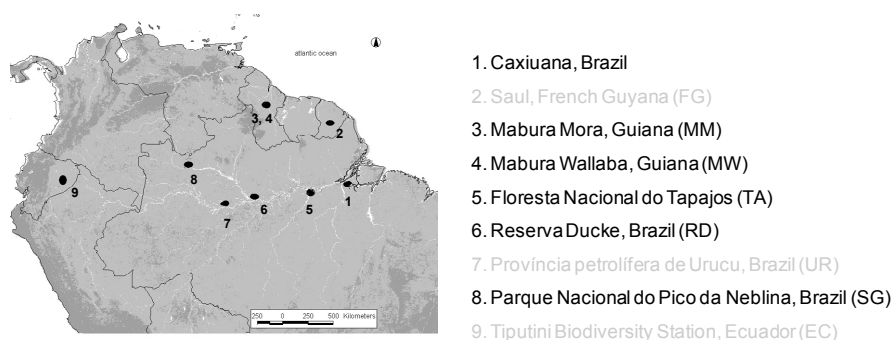 atlantic ocean
3, 4
2
8
9
7
6
5
1
250 0 250 500 Kilometers
1. Caxiuana, Brazil
2. Saul, French Guyana (FG)
3. Mabura Mora, Guiana (MM)
4. Mabura Wallaba, Guiana (MW)
5. Floresta Nacional do Tapajos (TA)
6. Reserva Ducke, Brazil (RD)
7. Província petrolífera de Urucu, Brazil (UR)
8. Parque Nacional do Pico da Neblina, Brazil (SG)
9. Tiputini Biodiversity Station, Ecuador (EC)